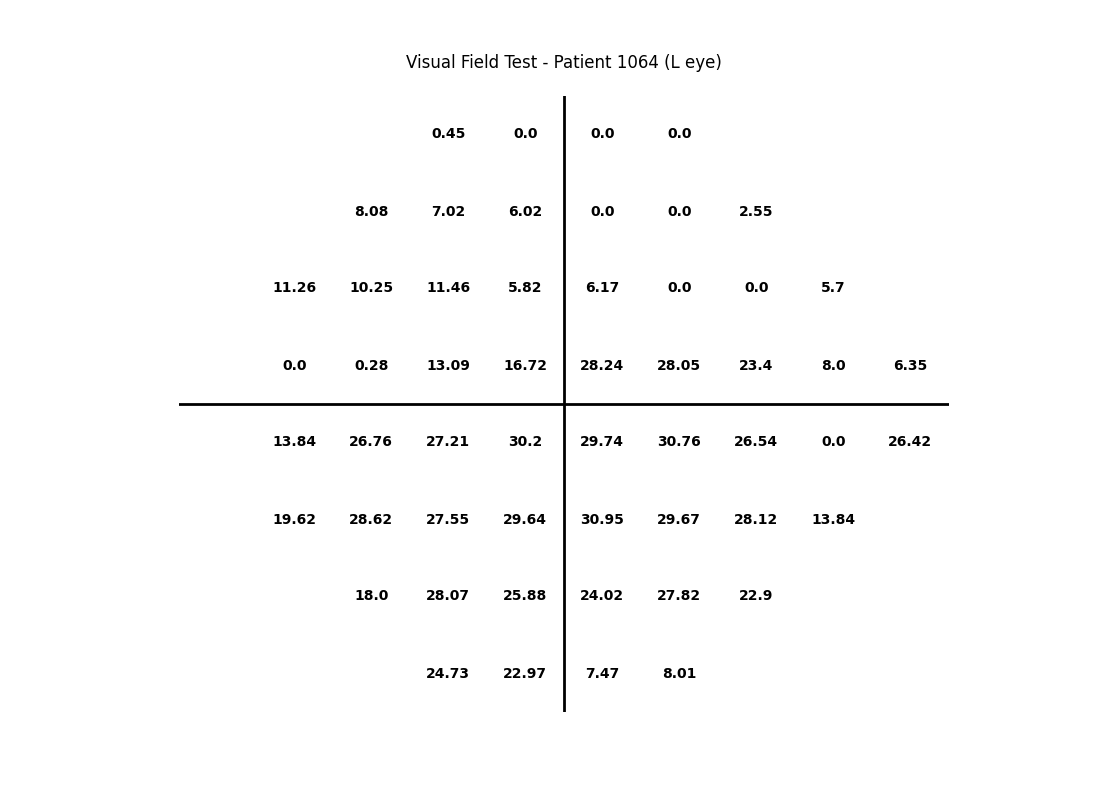 Visual Field Test - Patient 1064 (L eye)
0.45 0.0 0.0 0.0
8.08 7.02 6.02 0.0 0.0 2.55
11.26 10.25 11.46 5.82 6.17 0.0 0.0 5.7
0.0 0.28 13.09 16.72 28.24 28.05 23.4 8.0 6.35
13.84 26.76 27.21 30.2 29.74 30.76 26.54 0.0 26.42
19.62 28.62 27.55 29.64 30.95 29.67 28.12 13.84
18.0 28.07 25.88 24.02 27.82 22.9
24.73 22.97 7.47 8.01